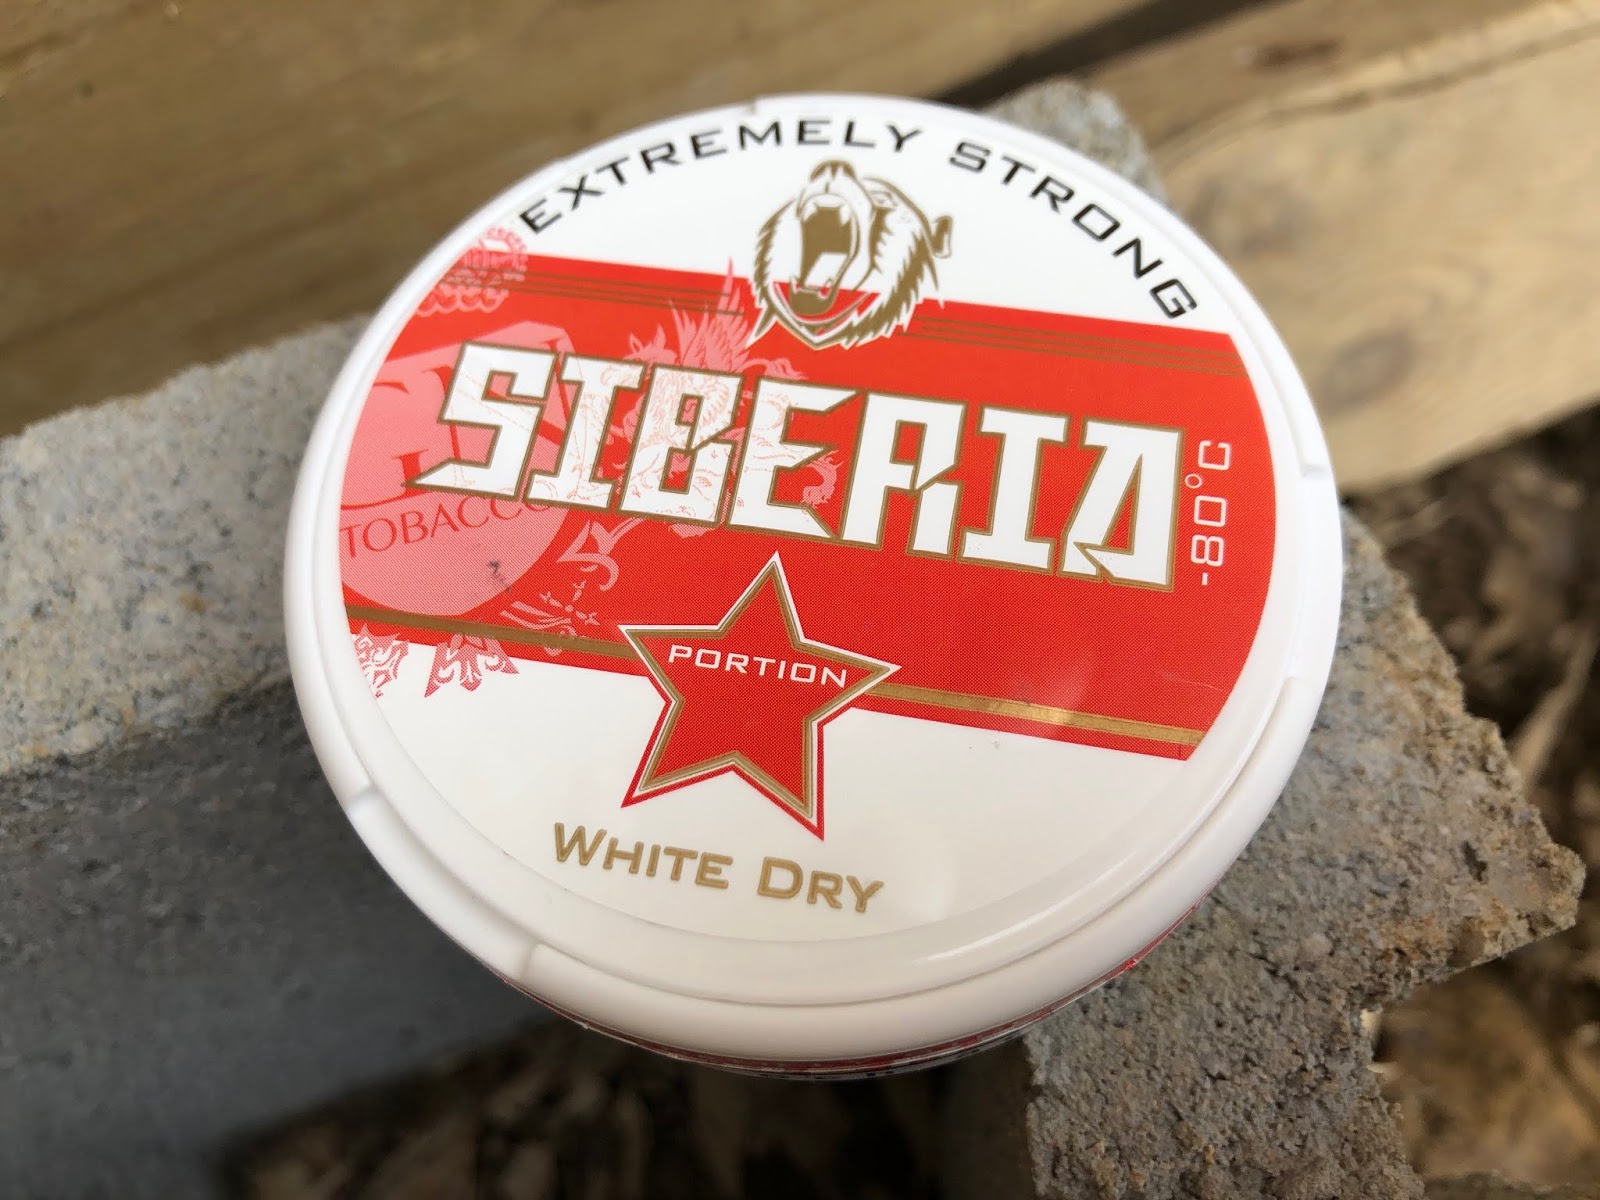 EXTREMELY STRONG
SIBERIA
-80°C
TOBACCO
PORTION
WHITE DRY